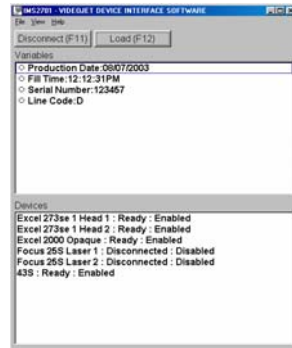 INS2701 - VIDEOJET DEVICE INTERFACE SOFTWARE
File View Help
Disconnect (F11) Load (F12)
Variables
Production Date:08/07/2003
Fill Time:12:12:31PM
Serial Number:123457
Line Code:D
Devices
Excel 273se 1 Head 1 : Ready : Enabled
Excel 273se 1 Head 2 : Ready : Enabled
Excel 2000 Opaque : Ready : Enabled
Focus 25S Laser 1 : Disconnected : Disabled
Focus 25S Laser 2 : Disconnected : Disabled
43S : Ready : Enabled